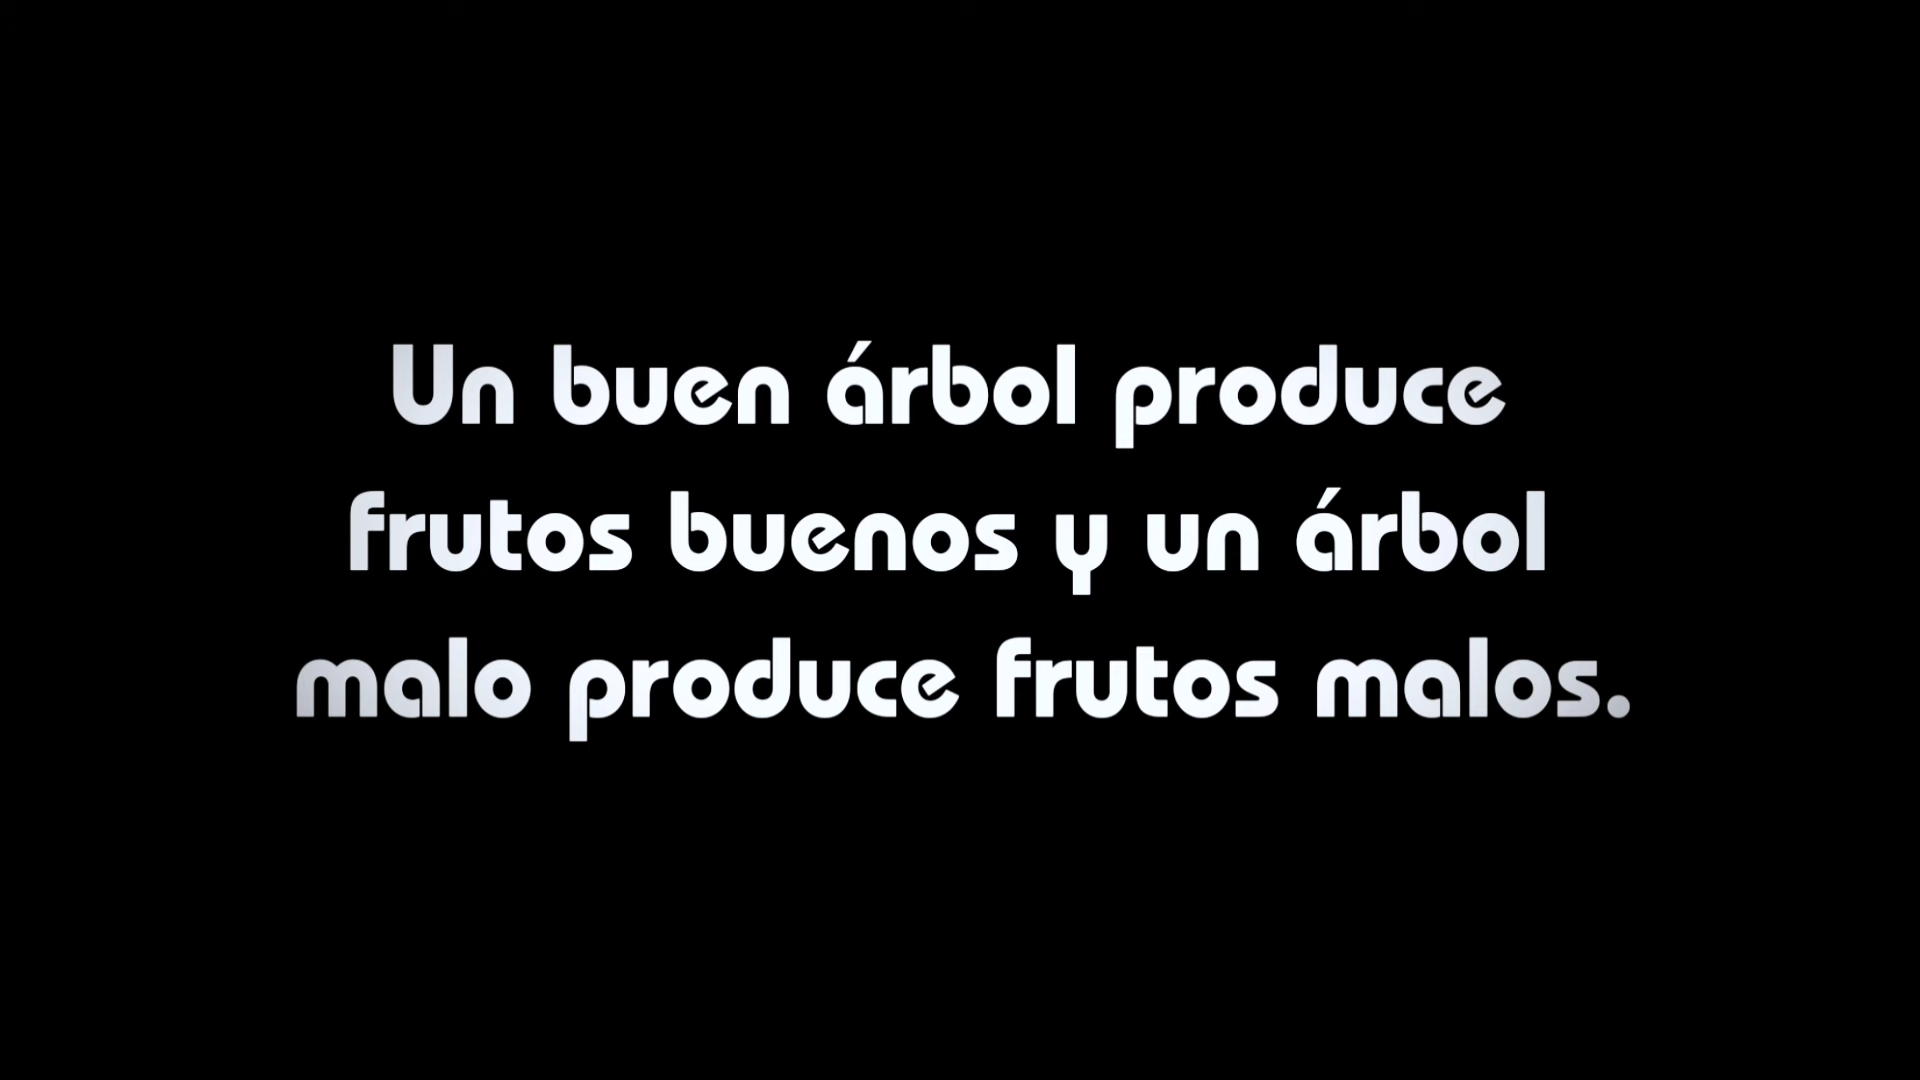 Un buen árbol produce
frutos buenos y un árbol
malo produce frutos malos.